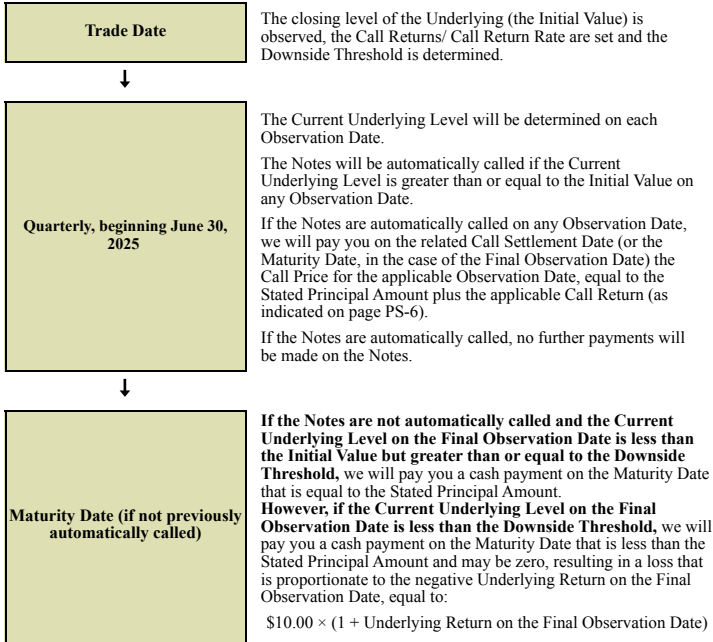 Trade Date
The closing level of the Underlying (the Initial Value) is
observed, the Call Returns/ Call Return Rate are set and the
Downside Threshold is determined.
↓
Quarterly, beginning June 30,
2025
The Current Underlying Level will be determined on each
Observation Date.
The Notes will be automatically called if the Current
Underlying Level is greater than or equal to the Initial Value on
any Observation Date.
If the Notes are automatically called on any Observation Date,
we will pay you on the related Call Settlement Date (or the
Maturity Date, in the case of the Final Observation Date) the
Call Price for the applicable Observation Date, equal to the
Stated Principal Amount plus the applicable Call Return (as
indicated on page PS-6).
If the Notes are automatically called, no further payments will
be made on the Notes.
↓
Maturity Date (if not previously
automatically called)
If the Notes are not automatically called and the Current
Underlying Level on the Final Observation Date is less than
the Initial Value but greater than or equal to the Downside
Threshold, we will pay you a cash payment on the Maturity Date
that is equal to the Stated Principal Amount.
However, if the Current Underlying Level on the Final
Observation Date is less than the Downside Threshold, we will
pay you a cash payment on the Maturity Date that is less than the
Stated Principal Amount and may be zero, resulting in a loss that
is proportionate to the negative Underlying Return on the Final
Observation Date, equal to:
$10.00 × (1 + Underlying Return on the Final Observation Date)